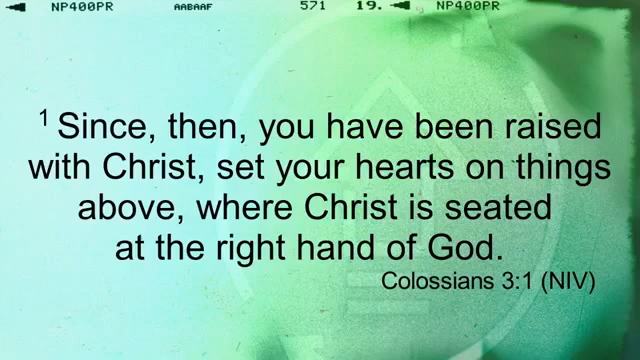 NP400PR AABAAF 571 19. NP400PR
1 Since, then, you have been raised
with Christ, set your hearts on things
above, where Christ is seated
at the right hand of God.
Colossians 3:1 (NIV)